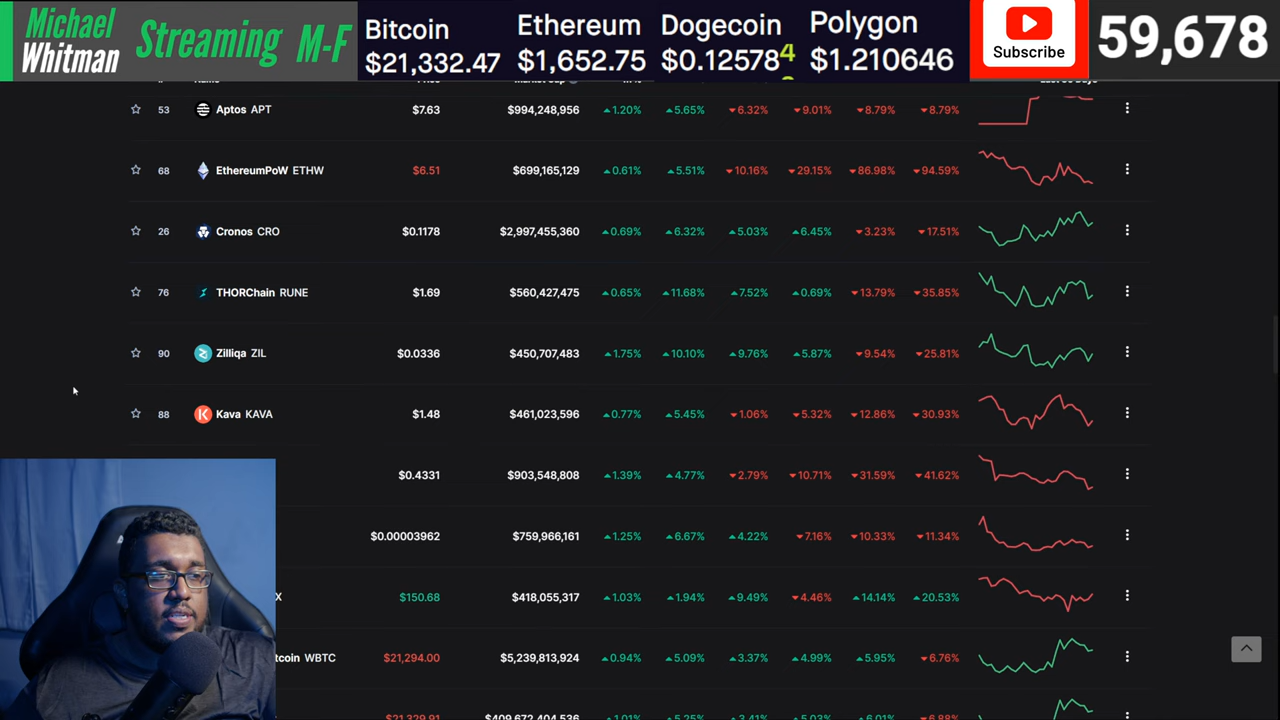 Michael
Whitman
Streaming M-F
Bitcoin
$21,332.47
Ethereum
$1,652.75
Dogecoin
$0.12578
Polygon
$1.210646
Subscribe
59,678
53 Aptos APT $7.63 $994,248,956 1.20% 5.65% 6.32% 9.01% 8.79% 8.79%
68 EthereumPoW ETHW $6.51 $699,165,129 0.61% 5.51% 10.16% 29.15% 86.98% 94.59%
26 Cronos CRO $0.1178 $2,997,455,360 0.69% 6.32% 5.03% 6.45% 3.23% 17.51%
76 THORChain RUNE $1.69 $560,427,475 0.65% 11.68% 7.52% 0.69% 13.79% 35.85%
90 Zilliqa ZIL $0.0336 $450,707,483 1.75% 10.10% 9.76% 5.87% 9.54% 25.81%
88 Kava KAVA $1.48 $461,023,596 0.77% 5.45% 1.06% 5.32% 12.86% 30.93%
$0.4331 $903,548,808 1.39% 4.77% 2.79% 10.71% 31.59% 41.62%
$0.00003962 $759,966,161 1.25% 6.67% 4.22% 7.16% 10.33% 11.34%
X $150.68 $418,055,317 1.03% 1.94% 9.49% 4.46% 14.14% 20.53%
tcoin WBTC $21,294.00 $5,239,813,924 0.94% 5.09% 3.37% 4.99% 5.95% 6.76%